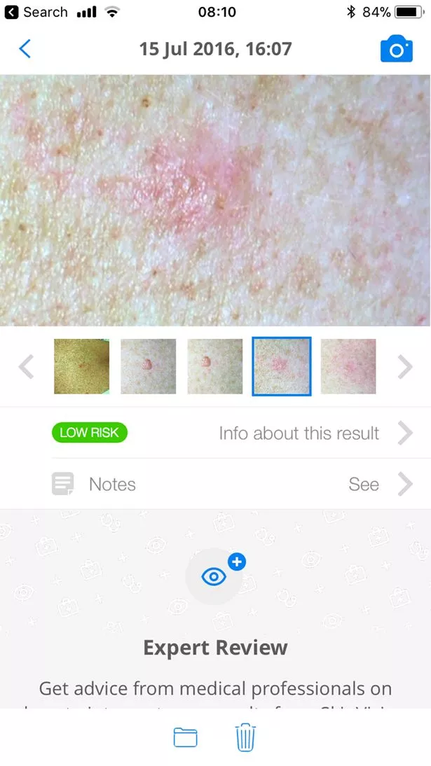 Search 08:10 84%
15 Jul 2016, 16:07
LOW RISK Info about this result
Notes See
Expert Review
Get advice from medical professionals on